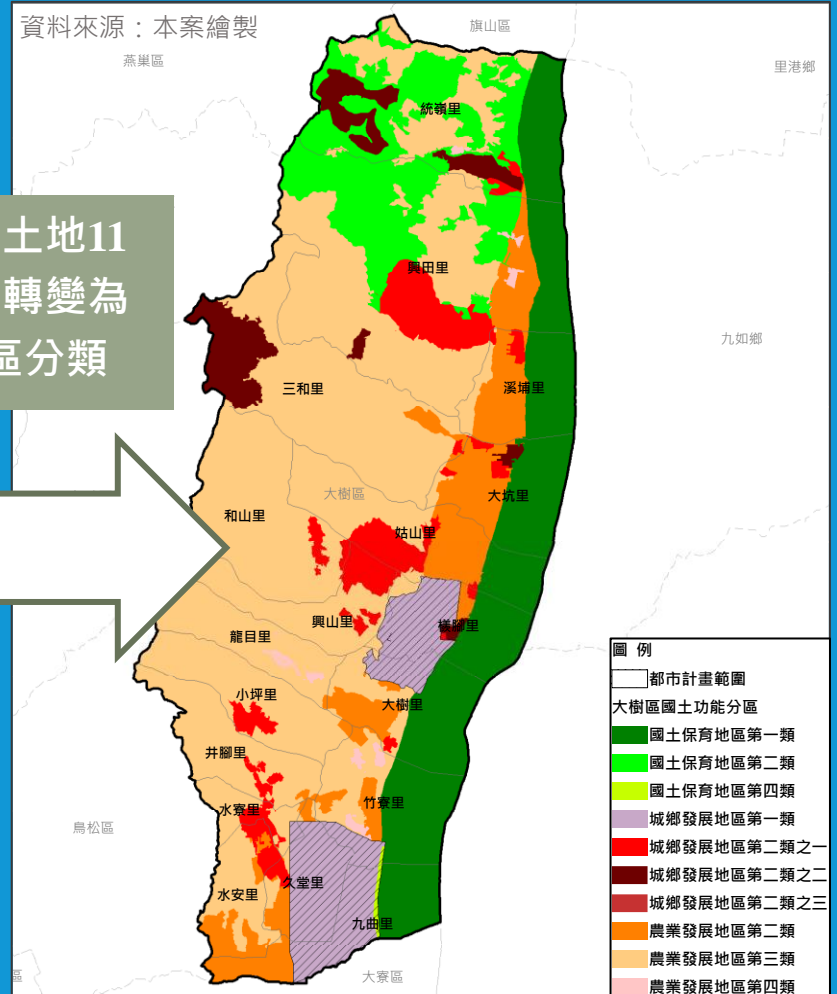 資料來源：本案繪製
旗山區
燕巢區
里港鄉
統嶺里
土地11
轉變為
區分類
興田里
九如鄉
三和里
溪埔里
大樹區
大坑里
和山里
姑山里
興山里
樣腳里
龍目里
小坪里
大樹里
井腳里
竹寮里
水寮里
鳥松區
久堂里
水安里
九曲里
大寮區
區
圖 例
都市計畫範圍
大樹區國土功能分區
國土保育地區第一類
國土保育地區第二類
國土保育地區第四類
城鄉發展地區第一類
城鄉發展地區第二類之一
城鄉發展地區第二類之二
城鄉發展地區第二類之三
農業發展地區第二類
農業發展地區第三類
農業發展地區第四類